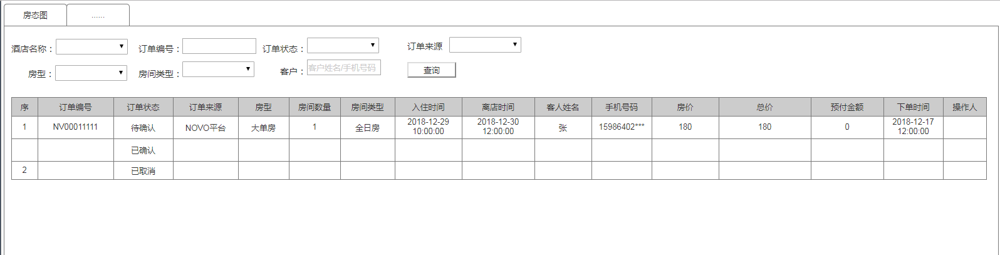 房态图 ......
酒店名称： 订单编号： 订单状态： 订单来源
房型： 房间类型： 客户： 客户姓名/手机号码 查询
序 订单编号 订单状态 订单来源 房型 房间数量 房间类型 入住时间 离店时间 客人姓名 手机号码 房价 总价 预付金额 下单时间 操作人
1 NV00011111 待确认 NOVO平台 大单房 1 全日房 2018-12-29 10:00:00 2018-12-30 12:00:00 张 15986402*** 180 180 0 2018-12-17 12:00:00
已确认
2 已取消